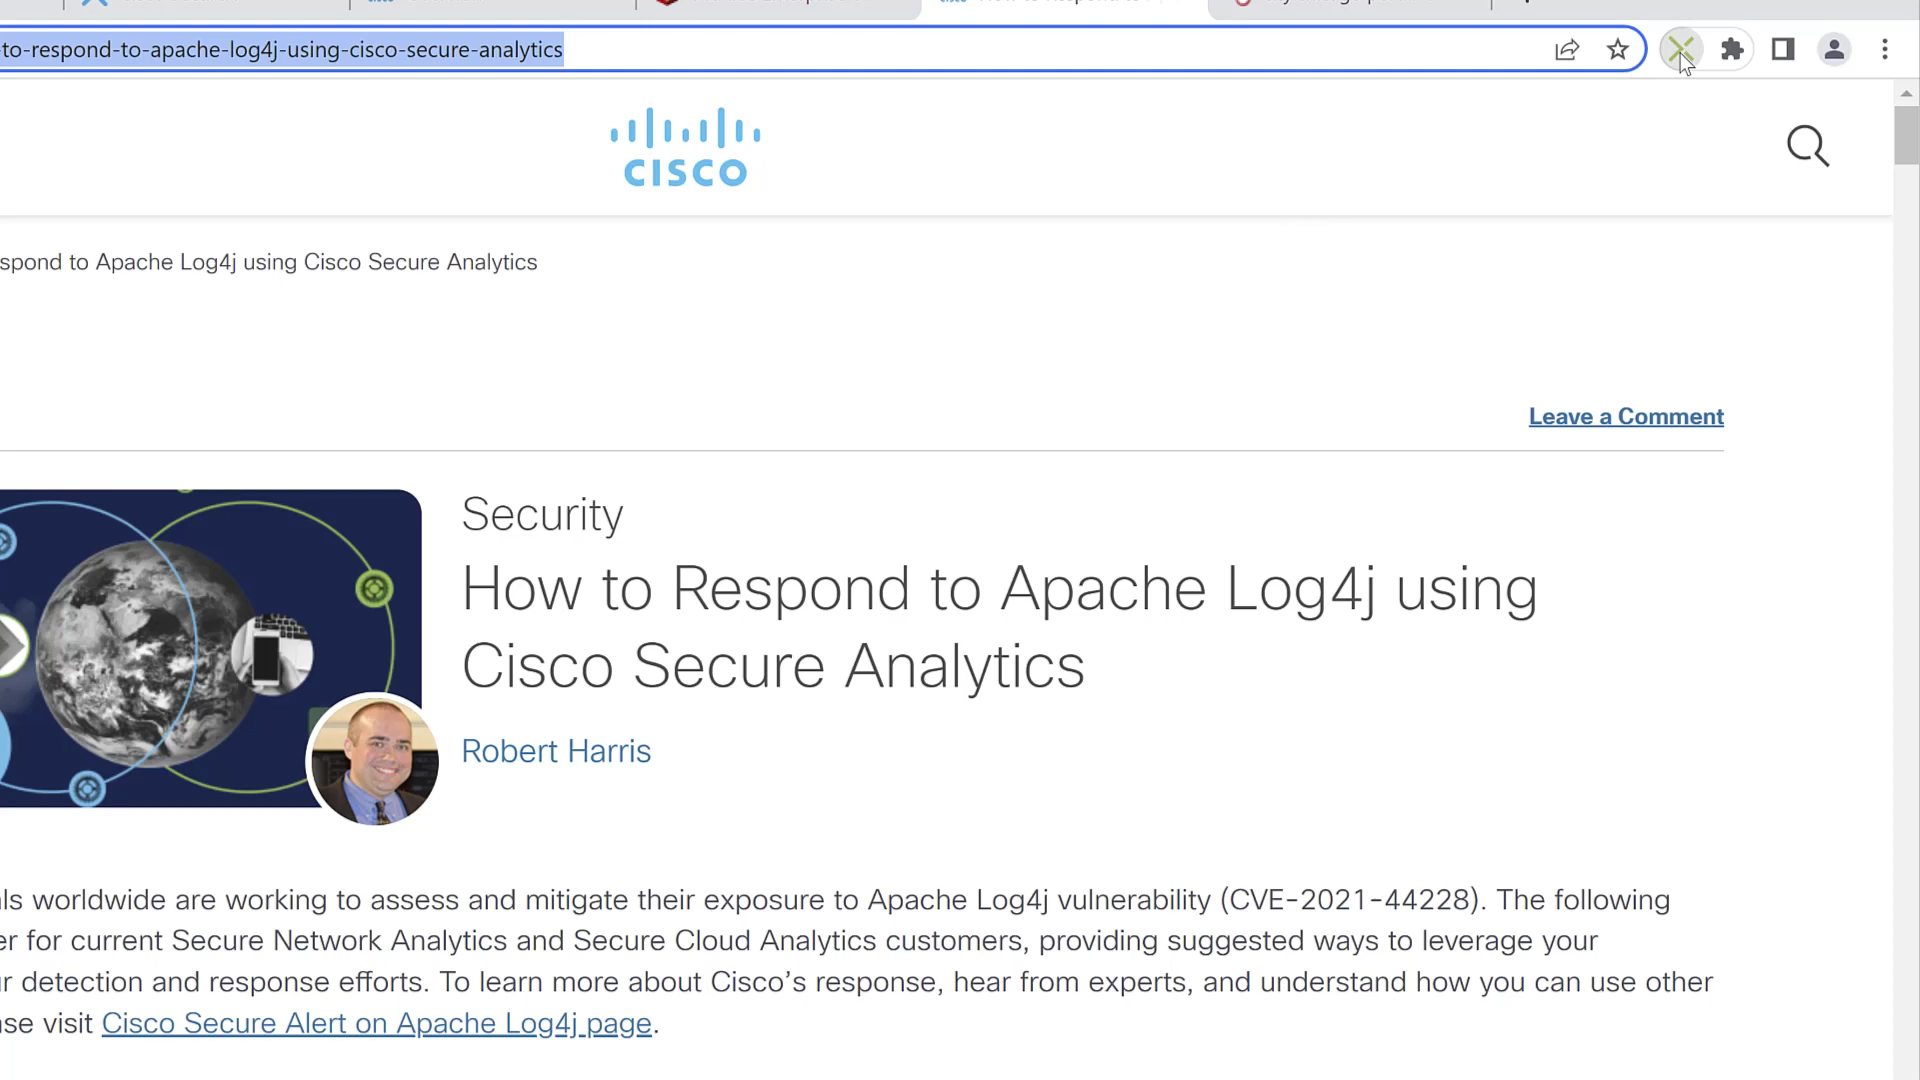 to-respond-to-apache-log4j-using-cisco-secure-analytics
CISCO
spond to Apache Log4j using Cisco Secure Analytics
Leave a Comment
Security
How to Respond to Apache Log4j using
Cisco Secure Analytics
Robert Harris
worldwide are working to assess and mitigate their exposure to Apache Log4j vulnerability (CVE-2021-44228). The following
for current Secure Network Analytics and Secure Cloud Analytics customers, providing suggested ways to leverage your
detection and response efforts. To learn more about Cisco’s response, hear from experts, and understand how you can use other
visit Cisco Secure Alert on Apache Log4j page.